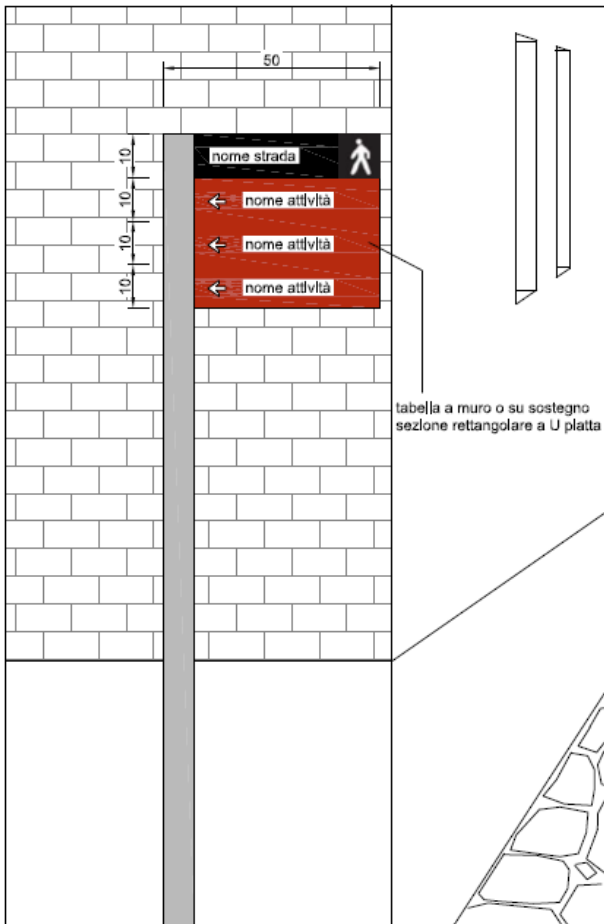 50
10
nome strada
10
nome attività
10
nome attività
10
nome attività
tabella a muro o su sostegno
sezione rettangolare a U piatta